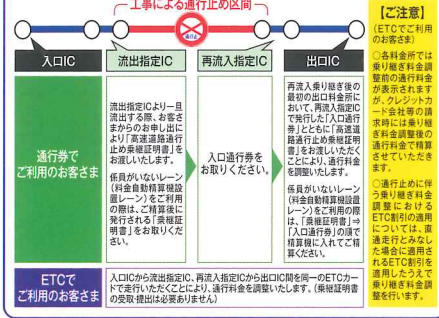 工事による通行止め区間
通行止
入口IC
流出指定IC
再流入指定IC
出口IC
通行券で
ご利用のお客さま
流出指定ICより一旦
流出する際、お客さ
まからのお申し出に
より「高速道路通行
止め乗継証明書」を
お渡しいたします。
係員がいないレーン
(料金自動精算機設
置レーン)をご利用
の際は、ご精算後に
発行される「乗継証
明書」をお取りくだ
さい。
入口通行券を
お取りください。
再流入乗り継ぎ後の
最初の出口料金所に
おいて、再流入指定IC
で発行した「入口通行
券」とともに「高速道
路通行止め乗継証明
書」をお渡しいただく
ことにより、通行料金
を調整いたします。
係員がいないレーン
(料金自動精算機設
置レーン)をご利用の
際は、「乗継証明書」⇒
「入口通行券」の順で
精算機に入れてご精
算ください。
ETCで
ご利用のお客さま
入口ICから流出指定IC、再流入指定ICから出口IC間を同一のETCカー
ドで走行いただくことにより、通行料金を調整いたします。(乗継証明書
の受取・提出は必要ありません)
【ご注意】
(ETCでご利用
のお客さま)
○各料金所では
乗り継ぎ料金調
整前の通行料金
が表示されます
が、クレジットカ
ード会社等の請
求時には乗り継
ぎ料金調整後の
通行料金で精算
させていただき
ます。
○通行止めに伴
う乗り継ぎ料金
調整における
ETC割引の適用
については、直
通走行とみなし
た場合に適用さ
れるETC割引を
適用したうえで
乗り継ぎ料金調
整を行います。